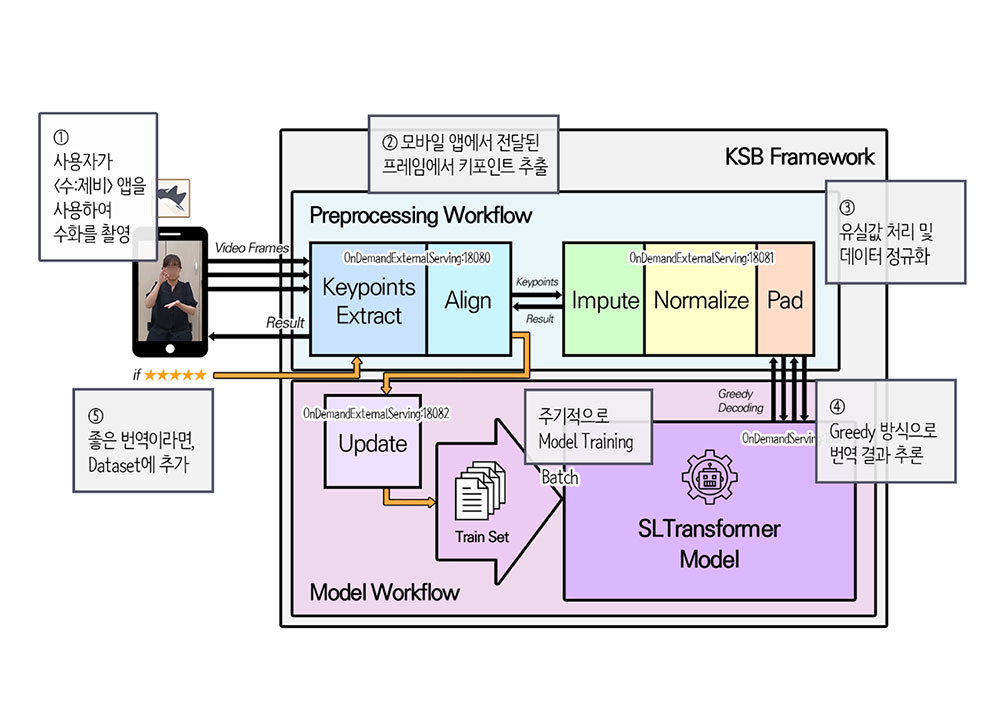 ①
사용자가
<수:제비> 앱을
사용하여
수화를 촬영
② 모바일 앱에서 전달된
프레임에서 키포인트 추출
KSB Framework
③
유실값 처리 및
데이터 정규화
Preprocessing Workflow
Video Frames
OnDemandExternalServing:18080
Keypoints
Extract
Align
Keypoints
Result
OnDemandExternalServing:18081
Impute
Normalize
Pad
Result
if ★★★★★
⑤
좋은 번역이라면,
Dataset에 추가
OnDemandExternalServing:18082
Update
주기적으로
Model Training
Batch
Train Set
Greedy
Decoding
④
Greedy 방식으로
번역 결과 추론
OnDemandServing
SLTransformer
Model
Model Workflow